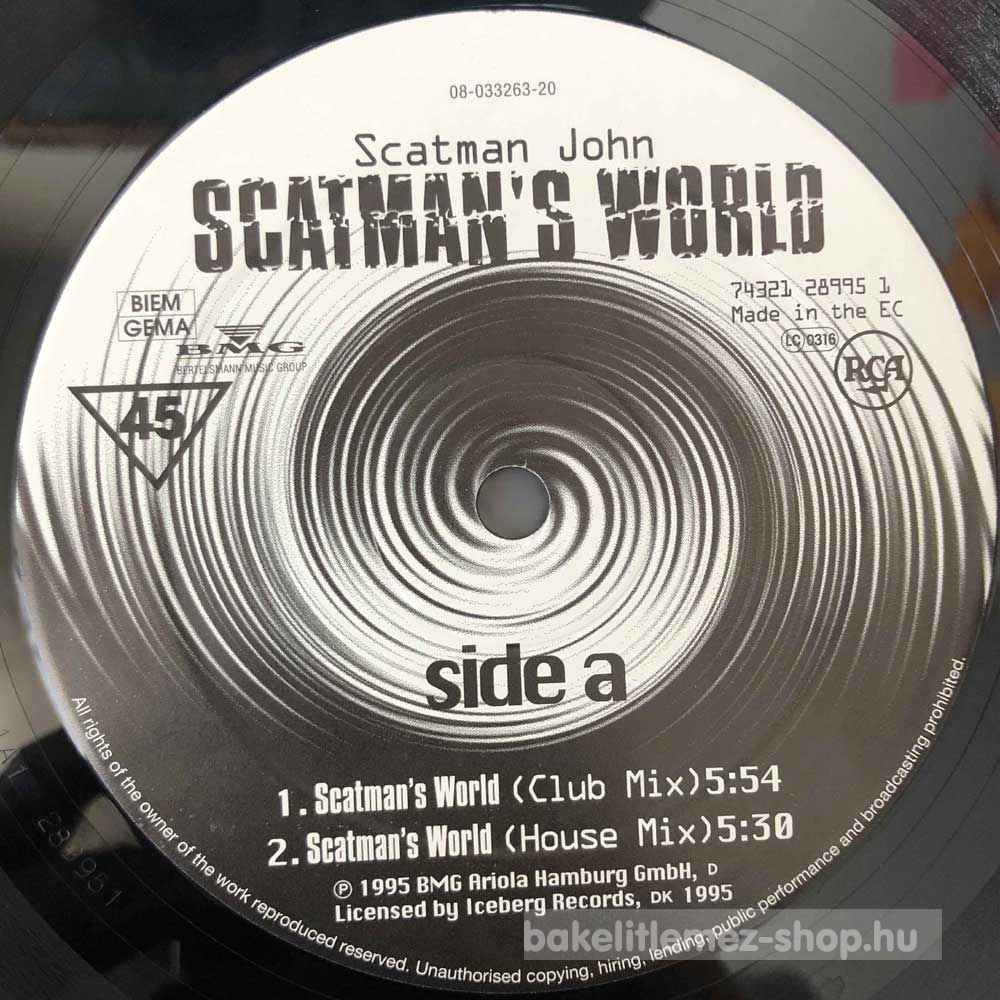 08-033263-20
Scatman John
SCATMAN'S WORLD
74321 28995 1
Made in the EC
LC 0316
RCA
BIEM
GEMA
BMG
BERTELSMANN MUSIC GROUP
45
side a
1. Scatman's World (Club Mix) 5:54
2. Scatman's World (House Mix) 5:30
℗ 1995 BMG Ariola Hamburg GmbH, D
Licensed by Iceberg Records, DK 1995
All rights of the owner of the work reproduced reserved. Unauthorised copying, hiring, lending, public performance and broadcasting prohibited.
bakelitlemez-shop.hu